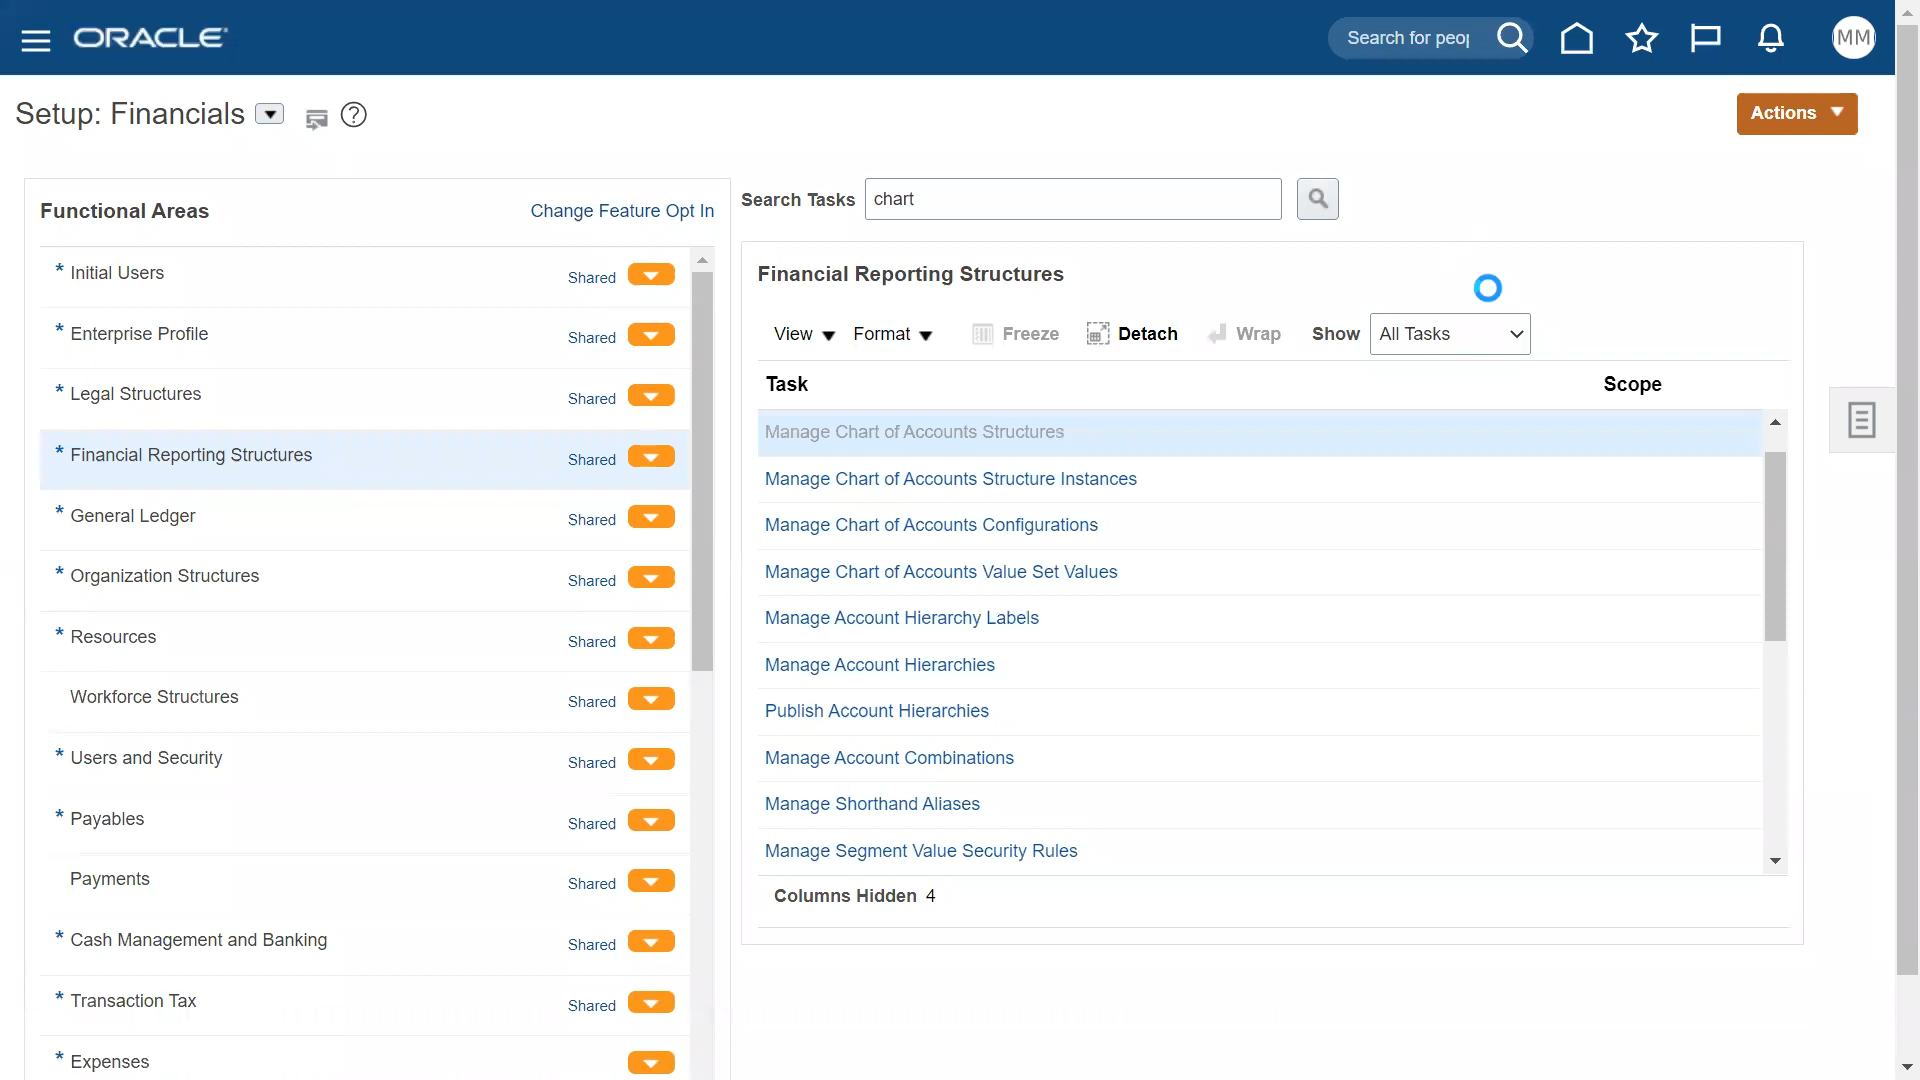 ORACLE
Search for peop
MM
Setup: Financials
Actions
Functional Areas
Change Feature Opt In
* Initial Users Shared
* Enterprise Profile Shared
* Legal Structures Shared
* Financial Reporting Structures Shared
* General Ledger Shared
* Organization Structures Shared
* Resources Shared
Workforce Structures Shared
* Users and Security Shared
* Payables Shared
Payments Shared
* Cash Management and Banking Shared
* Transaction Tax Shared
* Expenses
Search Tasks chart
Financial Reporting Structures
View Format Freeze Detach Wrap Show All Tasks
Task Scope
Manage Chart of Accounts Structures
Manage Chart of Accounts Structure Instances
Manage Chart of Accounts Configurations
Manage Chart of Accounts Value Set Values
Manage Account Hierarchy Labels
Manage Account Hierarchies
Publish Account Hierarchies
Manage Account Combinations
Manage Shorthand Aliases
Manage Segment Value Security Rules
Columns Hidden 4